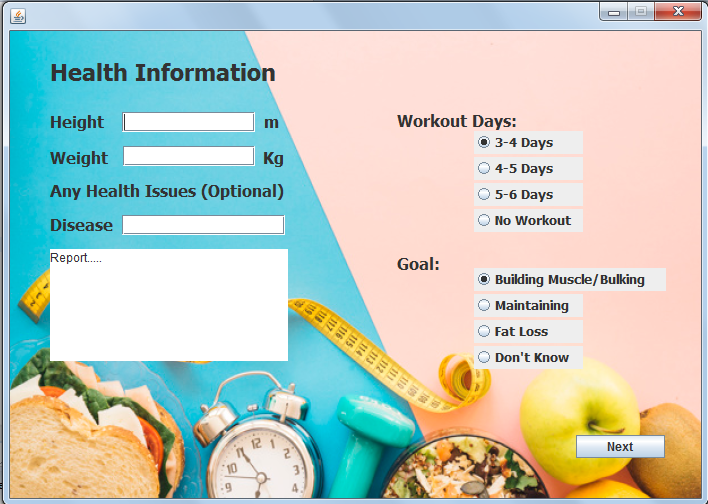 Health Information
Height m
Weight Kg
Any Health Issues (Optional)
Disease
Report.....
Workout Days:
3-4 Days
4-5 Days
5-6 Days
No Workout
Goal:
Building Muscle/Bulking
Maintaining
Fat Loss
Don't Know
Next